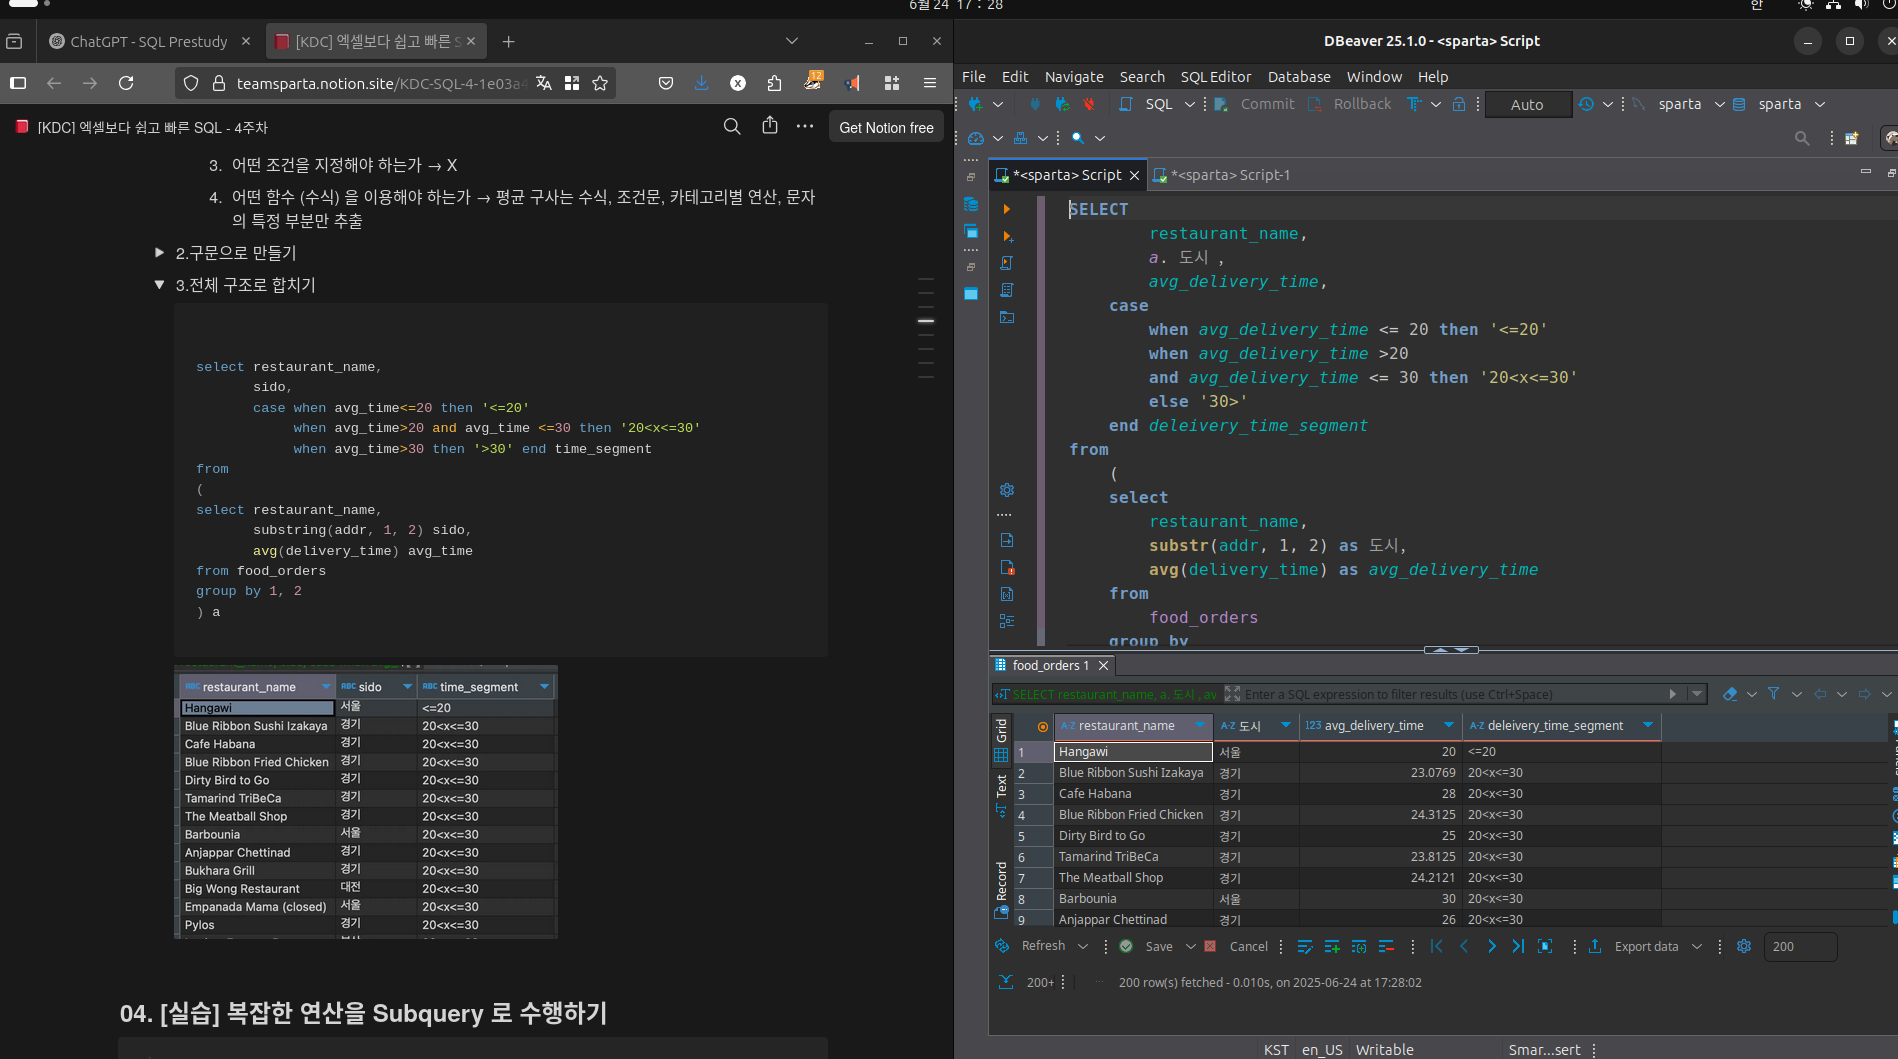 6월 24 17 : 28
한
ChatGPT - SQL Prestudy
[KDC] 엑셀보다 쉽고 빠른 S
teamsparta.notion.site/KDC-SQL-4-1e03a4
12
[KDC] 엑셀보다 쉽고 빠른 SQL - 4주차
Get Notion free
3. 어떤 조건을 지정해야 하는가 → X
4. 어떤 함수 (수식) 을 이용해야 하는가 → 평균 구사는 수식, 조건문, 카테고리별 연산, 문자
의 특정 부분만 추출
2.구문으로 만들기
3.전체 구조로 합치기
select restaurant_name,
sido,
case when avg_time<=20 then '<=20'
when avg_time>20 and avg_time <=30 then '20<x<=30'
when avg_time>30 then '>30' end time_segment
from
(
select restaurant_name,
substring(addr, 1, 2) sido,
avg(delivery_time) avg_time
from food_orders
group by 1, 2
) a
RBC restaurant_name RBC sido RBC time_segment
Hangawi 서울 <=20
Blue Ribbon Sushi Izakaya 경기 20<x<=30
Cafe Habana 경기 20<x<=30
Blue Ribbon Fried Chicken 경기 20<x<=30
Dirty Bird to Go 경기 20<x<=30
Tamarind TriBeCa 경기 20<x<=30
The Meatball Shop 경기 20<x<=30
Barbounia 서울 20<x<=30
Anjappar Chettinad 경기 20<x<=30
Bukhara Grill 경기 20<x<=30
Big Wong Restaurant 대전 20<x<=30
Empanada Mama (closed) 서울 20<x<=30
Pylos 경기 20<x<=30
04. [실습] 복잡한 연산을 Subquery 로 수행하기
DBeaver 25.1.0 - <sparta> Script
File Edit Navigate Search SQL Editor Database Window Help
SQL Commit Rollback Auto sparta sparta
*<sparta> Script *<sparta> Script-1
SELECT
restaurant_name,
a. 도시 ,
avg_delivery_time,
case
when avg_delivery_time <= 20 then '<=20'
when avg_delivery_time >20
and avg_delivery_time <= 30 then '20<x<=30'
else '30>'
end deleivery_time_segment
from
(
select
restaurant_name,
substr(addr, 1, 2) as 도시,
avg(delivery_time) as avg_delivery_time
from
food_orders
group by
food_orders 1
SELECT restaurant_name, a. 도시 , av Enter a SQL expression to filter results (use Ctrl+Space)
Grid
Text
Record
A-Z restaurant_name A-Z 도시 123 avg_delivery_time A-Z deleivery_time_segment
1 Hangawi 서울 20 <=20
2 Blue Ribbon Sushi Izakaya 경기 23.0769 20<x<=30
3 Cafe Habana 경기 28 20<x<=30
4 Blue Ribbon Fried Chicken 경기 24.3125 20<x<=30
5 Dirty Bird to Go 경기 25 20<x<=30
6 Tamarind TriBeCa 경기 23.8125 20<x<=30
7 The Meatball Shop 경기 24.2121 20<x<=30
8 Barbounia 서울 30 20<x<=30
9 Anjappar Chettinad 경기 26 20<x<=30
Refresh Save Cancel Export data 200
200+ 200 row(s) fetched - 0.010s, on 2025-06-24 at 17:28:02
KST en_US Writable Smar...sert